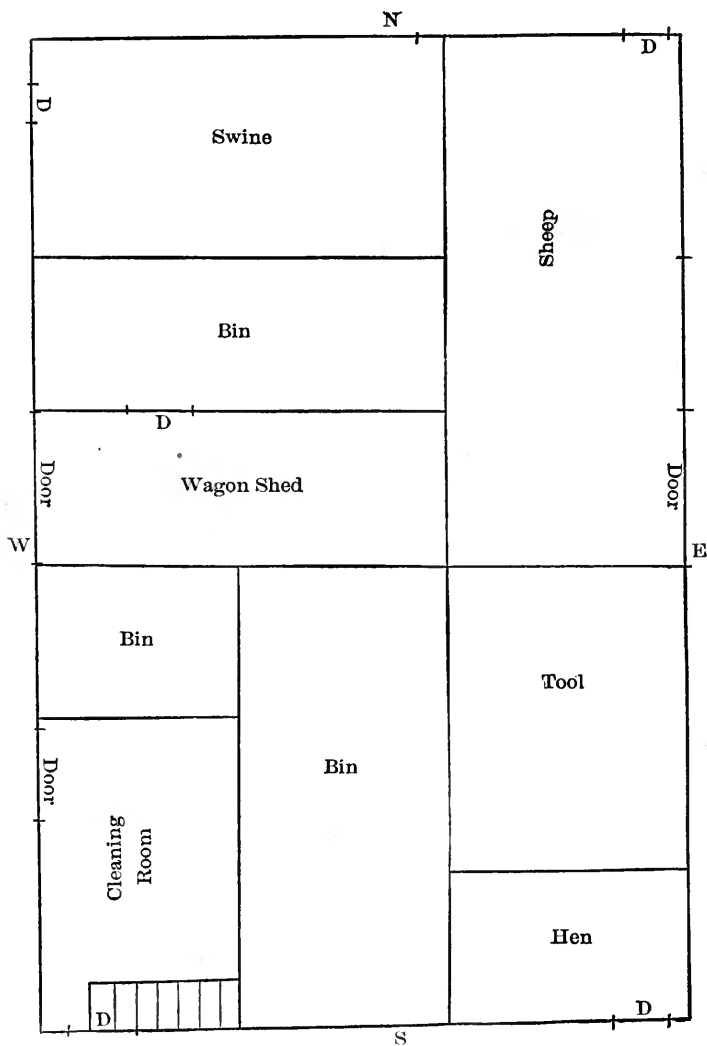 N
D
D
Swine
Sheep
Bin
D
Door
Wagon Shed
Door
W
E
Bin
Tool
Bin
Door
Cleaning
Room
Hen
D
D
S